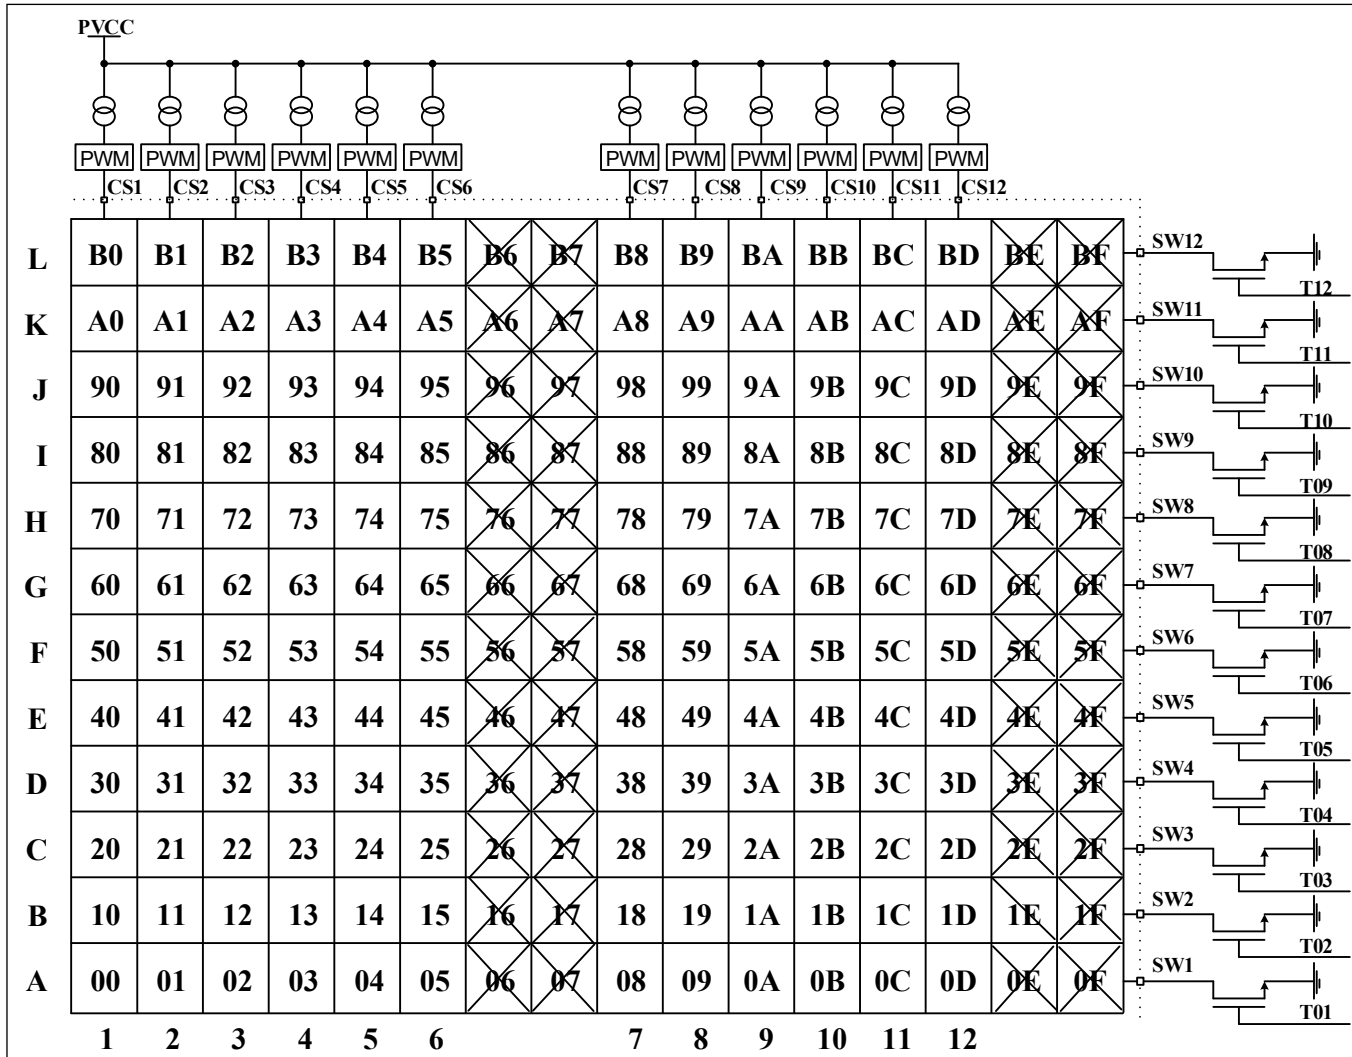 PVCC
PWM PWM PWM PWM PWM PWM PWM PWM PWM PWM PWM PWM
CS1 CS2 CS3 CS4 CS5 CS6 CS7 CS8 CS9 CS10 CS11 CS12
L B0 B1 B2 B3 B4 B5 B6 B7 B8 B9 BA BB BC BD BE BF SW12
T12
K A0 A1 A2 A3 A4 A5 A6 A7 A8 A9 AA AB AC AD AE AF SW11
T11
J 90 91 92 93 94 95 96 97 98 99 9A 9B 9C 9D 9E 9F SW10
T10
I 80 81 82 83 84 85 86 87 88 89 8A 8B 8C 8D 8E 8F SW9
T09
H 70 71 72 73 74 75 76 77 78 79 7A 7B 7C 7D 7E 7F SW8
T08
G 60 61 62 63 64 65 66 67 68 69 6A 6B 6C 6D 6E 6F SW7
T07
F 50 51 52 53 54 55 56 57 58 59 5A 5B 5C 5D 5E 5F SW6
T06
E 40 41 42 43 44 45 46 47 48 49 4A 4B 4C 4D 4E 4F SW5
T05
D 30 31 32 33 34 35 36 37 38 39 3A 3B 3C 3D 3E 3F SW4
T04
C 20 21 22 23 24 25 26 27 28 29 2A 2B 2C 2D 2E 2F SW3
T03
B 10 11 12 13 14 15 16 17 18 19 1A 1B 1C 1D 1E 1F SW2
T02
A 00 01 02 03 04 05 06 07 08 09 0A 0B 0C 0D 0E 0F SW1
T01
1 2 3 4 5 6 7 8 9 10 11 12